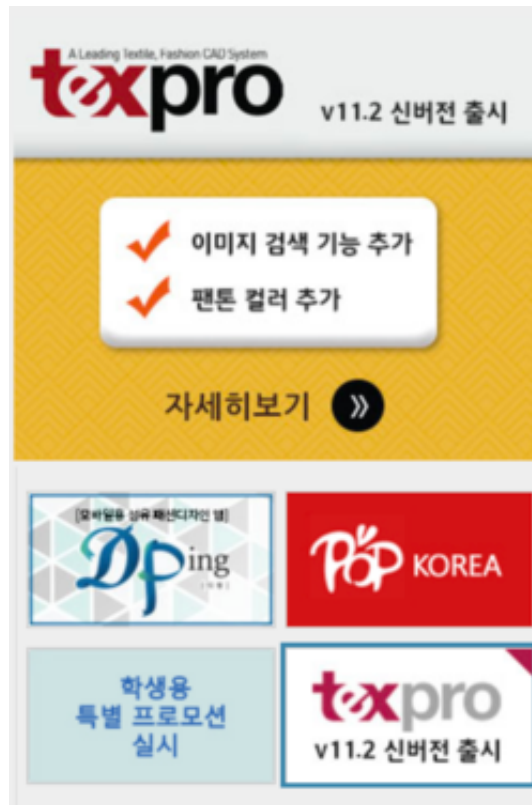 A Leading Textile, Fashion CAD System
texpro
v11.2 신버전 출시
이미지 검색 기능 추가
팬톤 컬러 추가
자세히보기
[모바일용 섬유패션디자인 앱]
DPing
POP KOREA
학생용
특별 프로모션
실시
texpro
v11.2 신버전 출시